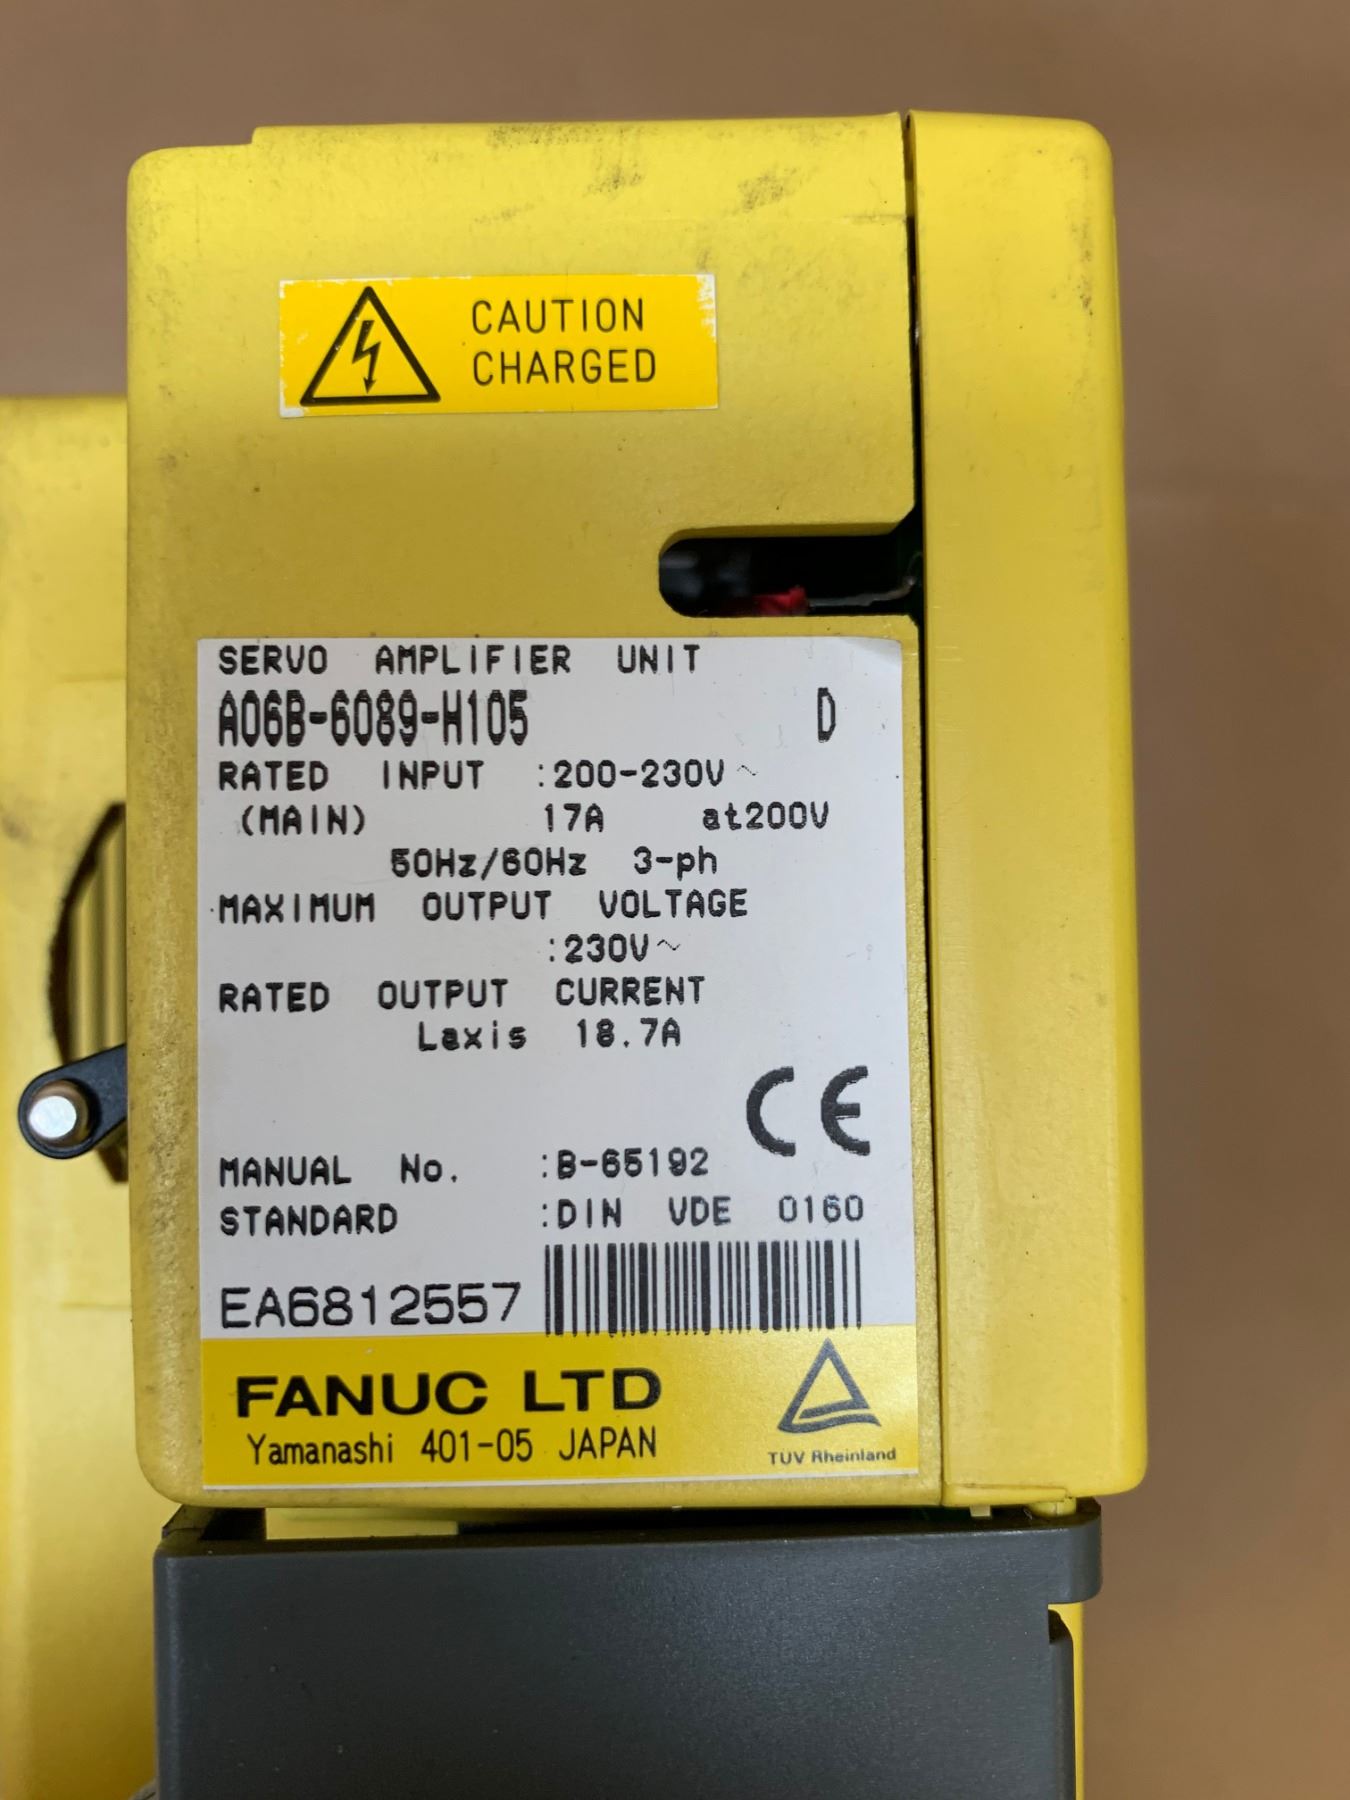 CAUTION
CHARGED
SERVO AMPLIFIER UNIT
A06B-6089-H105 D
RATED INPUT :200-230V~
(MAIN) 17A at200V
50Hz/60Hz 3-ph
MAXIMUM OUTPUT VOLTAGE
:230V~
RATED OUTPUT CURRENT
Laxis 18.7A
CE
MANUAL No. :B-65192
STANDARD :DIN VDE 0160
EA6812557
FANUC LTD
Yamanashi 401-05 JAPAN
TUV Rheinland